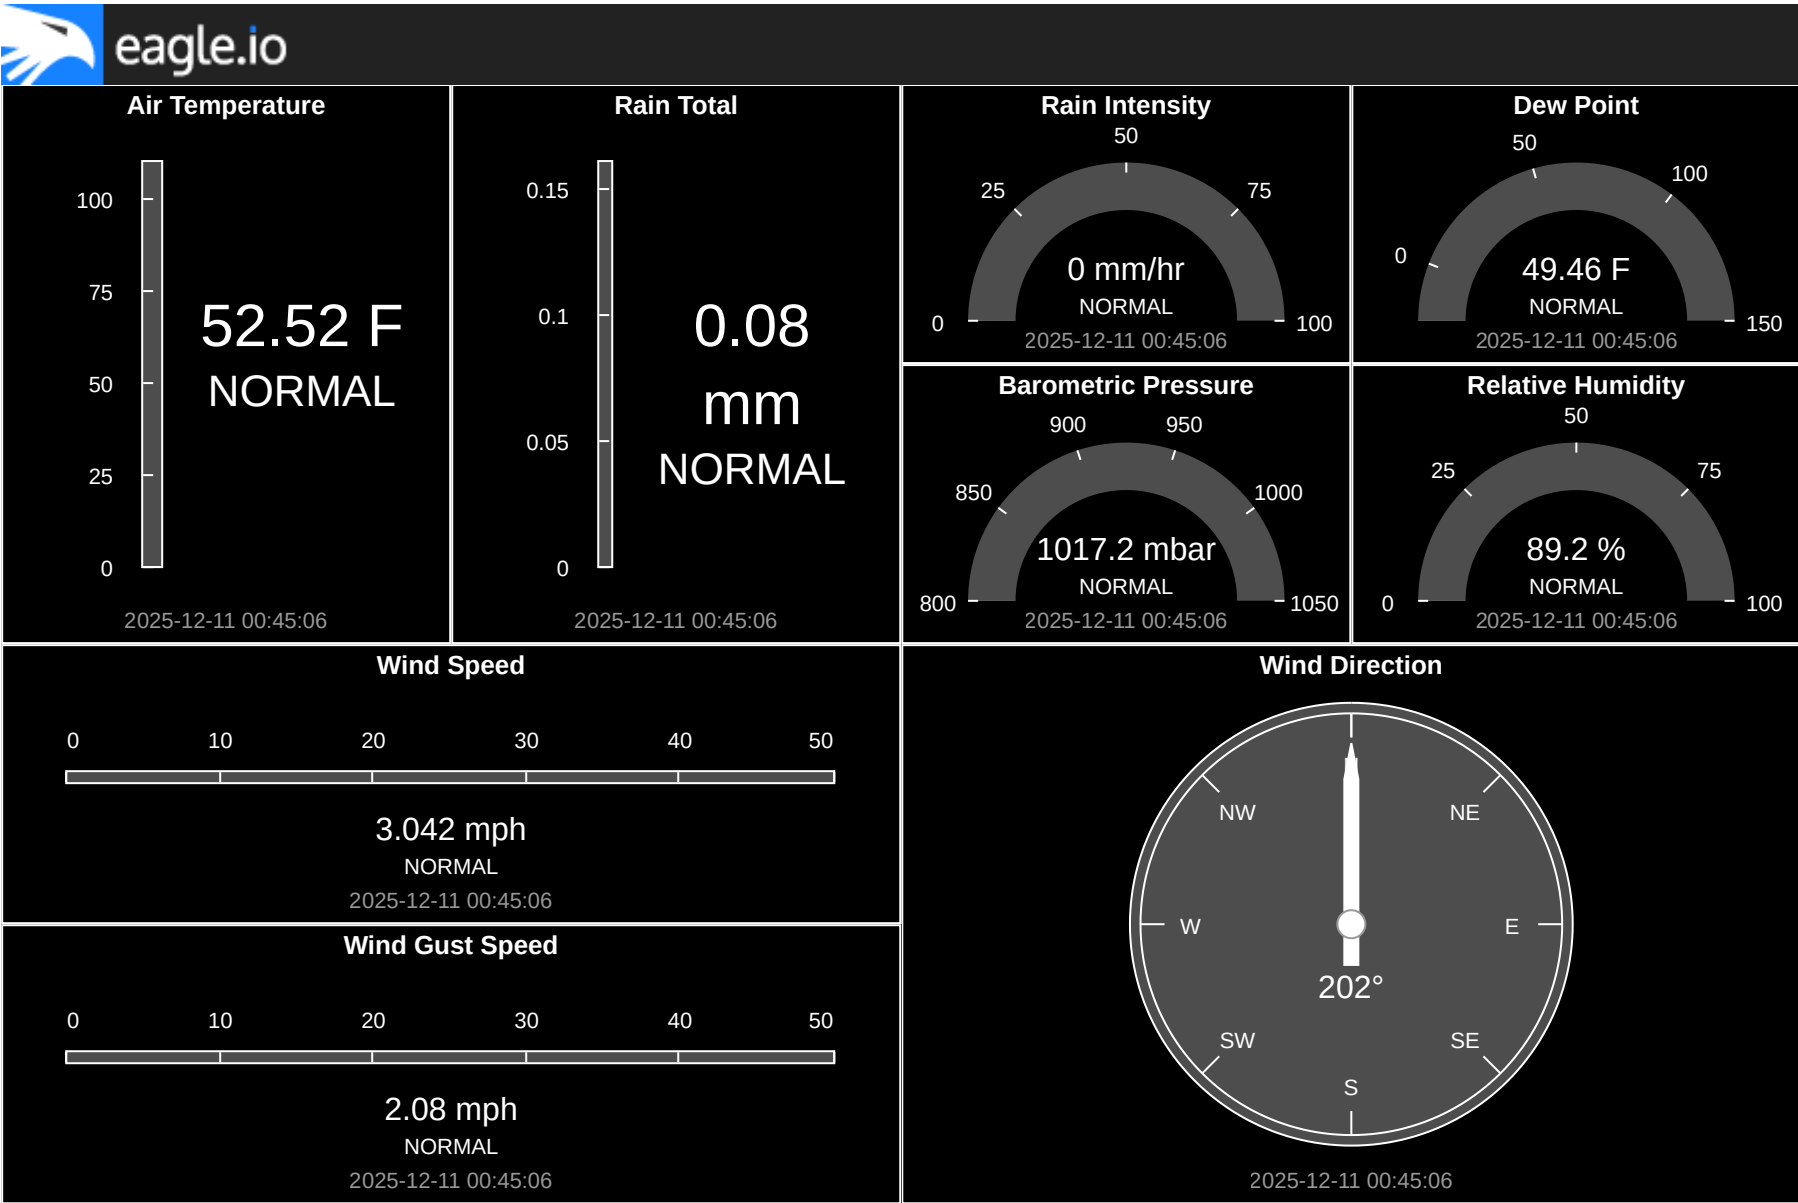 eagle.io
Air Temperature
100
75
50
25
0
52.52 F
NORMAL
2025-12-11 00:45:06
Rain Total
0.15
0.1
0.05
0
0.08
mm
NORMAL
2025-12-11 00:45:06
Rain Intensity
0
25
50
75
100
0 mm/hr
NORMAL
2025-12-11 00:45:06
Dew Point
0
50
100
150
49.46 F
NORMAL
2025-12-11 00:45:06
Barometric Pressure
800
850
900
950
1000
1050
1017.2 mbar
NORMAL
2025-12-11 00:45:06
Relative Humidity
0
25
50
75
100
89.2 %
NORMAL
2025-12-11 00:45:06
Wind Speed
0 10 20 30 40 50
3.042 mph
NORMAL
2025-12-11 00:45:06
Wind Gust Speed
0 10 20 30 40 50
2.08 mph
NORMAL
2025-12-11 00:45:06
Wind Direction
NW NE
W E
202°
SW SE
S
2025-12-11 00:45:06